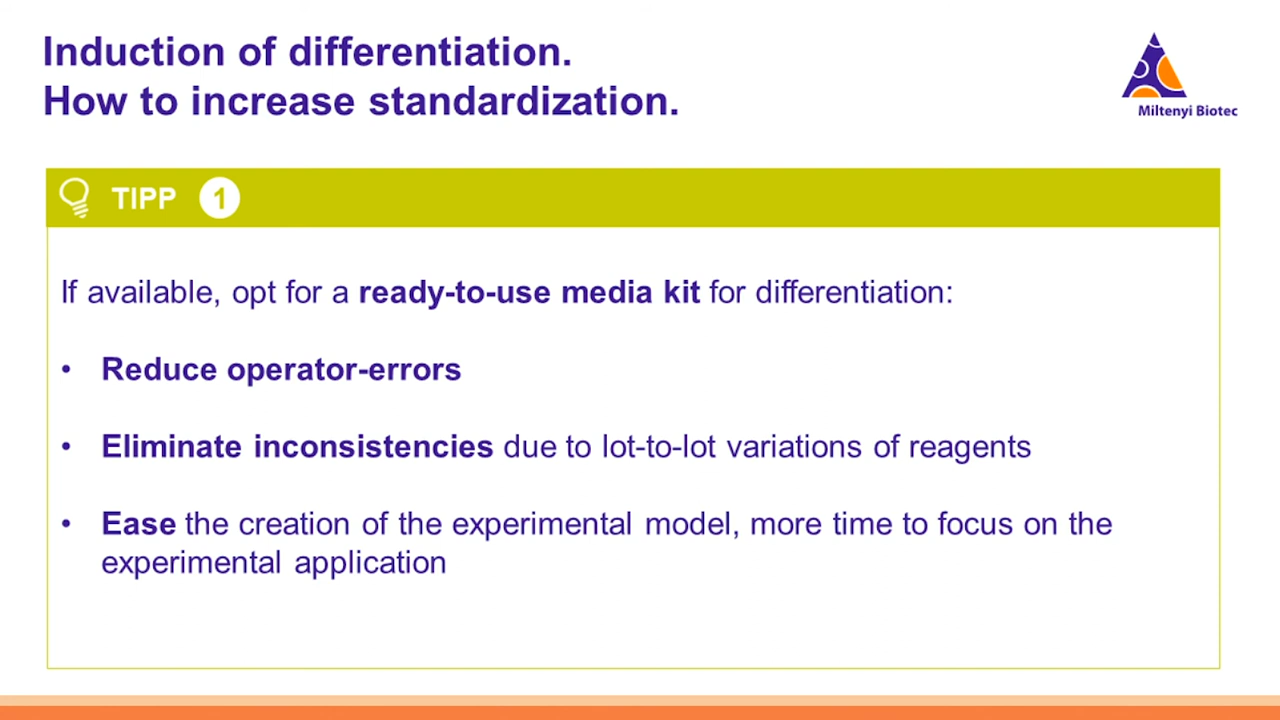 Induction of differentiation.
How to increase standardization.
Miltenyi Biotec
TIPP 1
If available, opt for a ready-to-use media kit for differentiation:
• Reduce operator-errors
• Eliminate inconsistencies due to lot-to-lot variations of reagents
• Ease the creation of the experimental model, more time to focus on the
experimental application